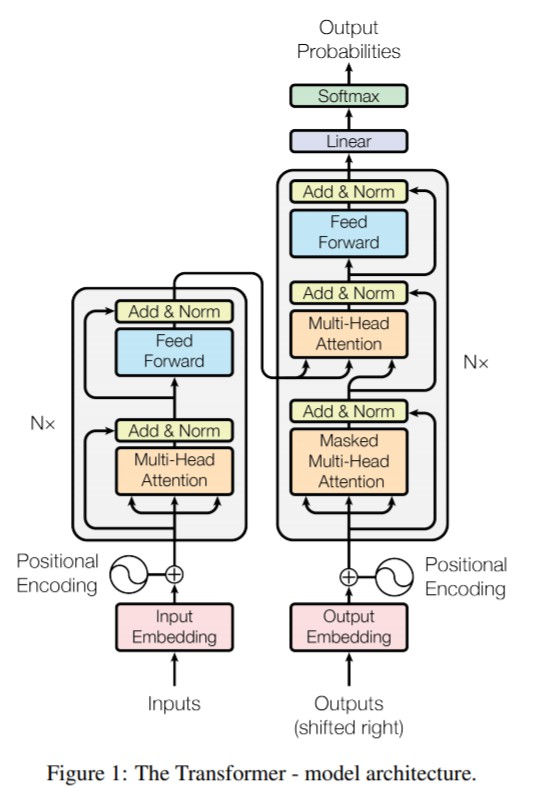 Output
Probabilities
Softmax
Linear
Add & Norm
Feed
Forward
Add & Norm
Multi-Head
Attention
Nx
Add & Norm
Masked
Multi-Head
Attention
Add & Norm
Feed
Forward
Nx
Add & Norm
Multi-Head
Attention
Positional
Encoding
Positional
Encoding
Input
Embedding
Output
Embedding
Inputs
Outputs
(shifted right)
Figure 1: The Transformer - model architecture.